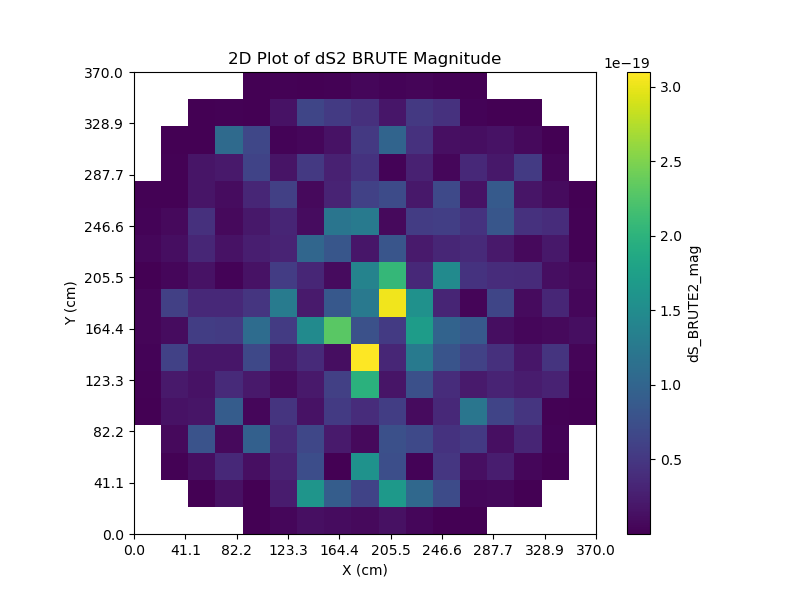 2D Plot of dS2 BRUTE Magnitude
1e−19
370.0
328.9
287.7
246.6
205.5
164.4
123.3
82.2
41.1
0.0
Y (cm)
0.0 41.1 82.2 123.3 164.4 205.5 246.6 287.7 328.9 370.0
X (cm)
3.0
2.5
2.0
1.5
1.0
0.5
dS_BRUTE2_mag